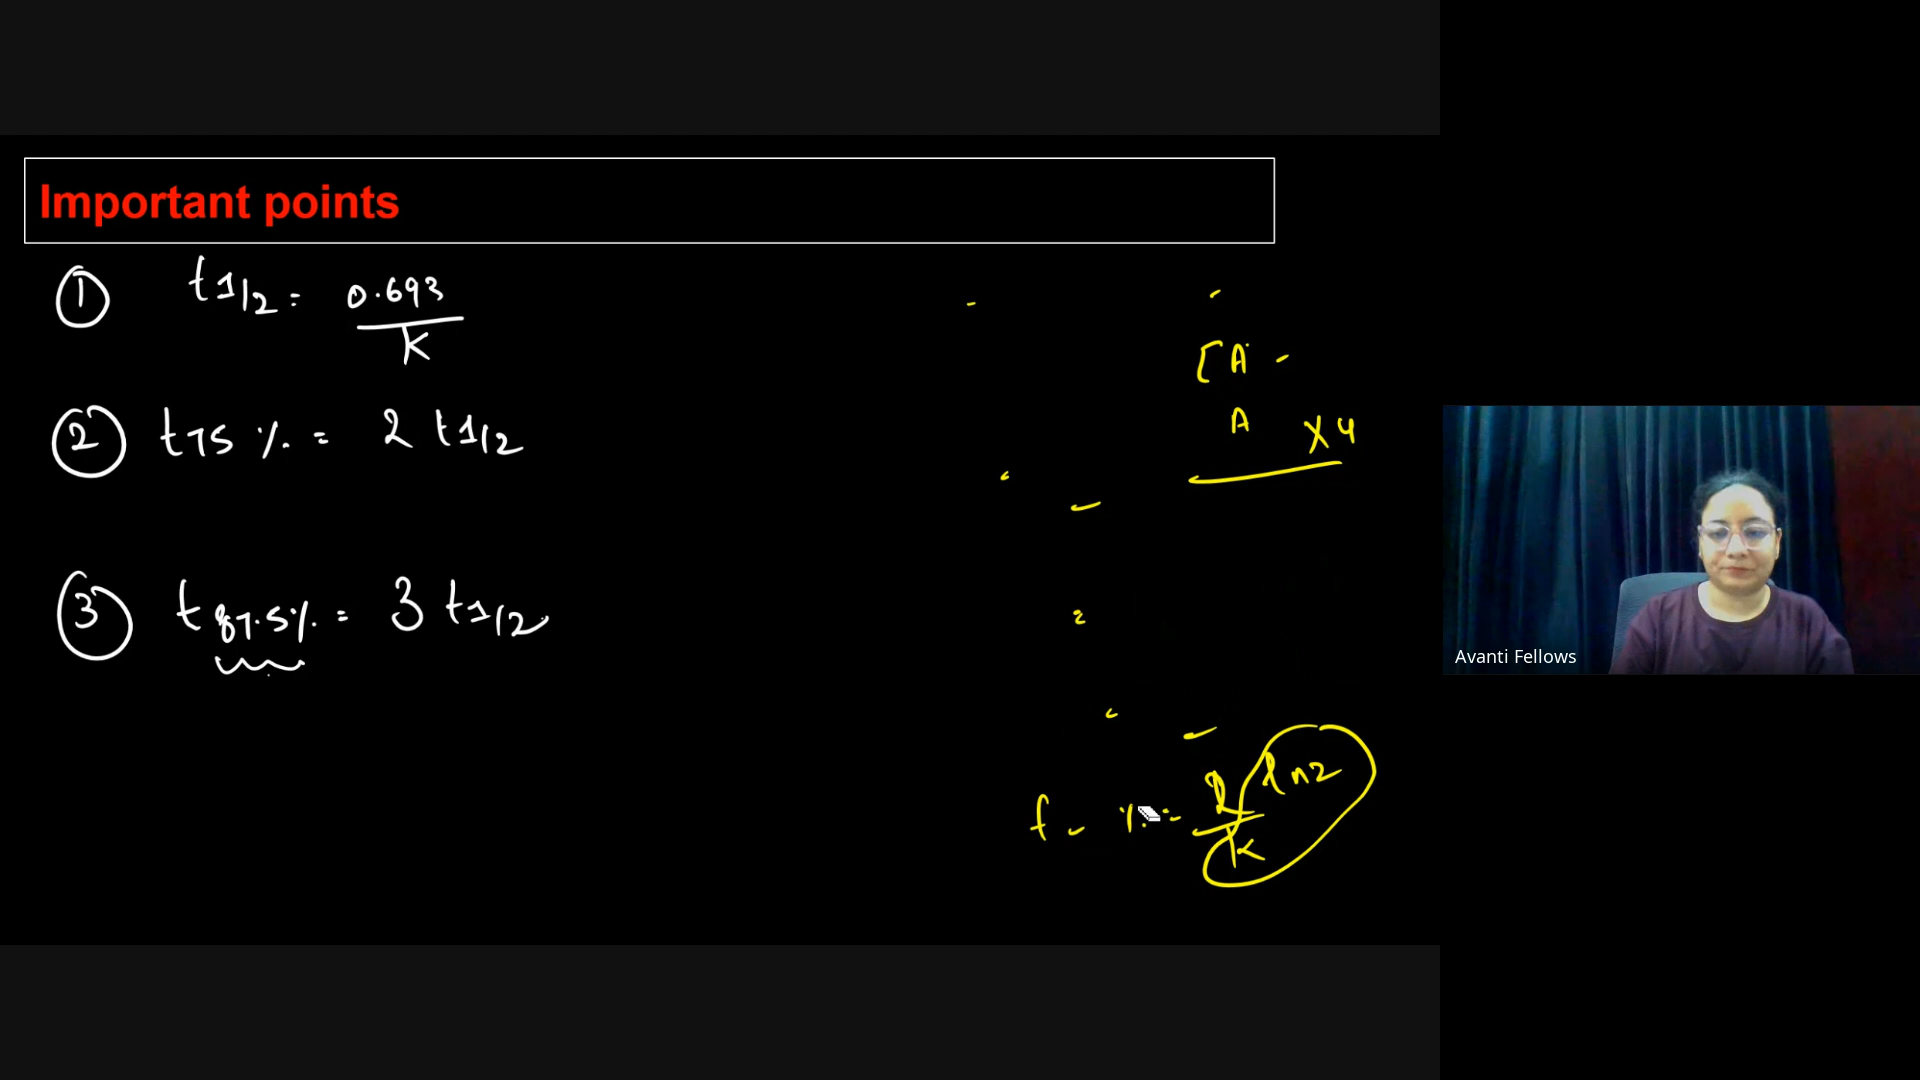 Important points
① t1/2 = 0.693/K
② t75 % = 2 t1/2
③ t87.5% = 3 t1/2
[A
A x4
2 ln2
% = 
K
Avanti Fellows